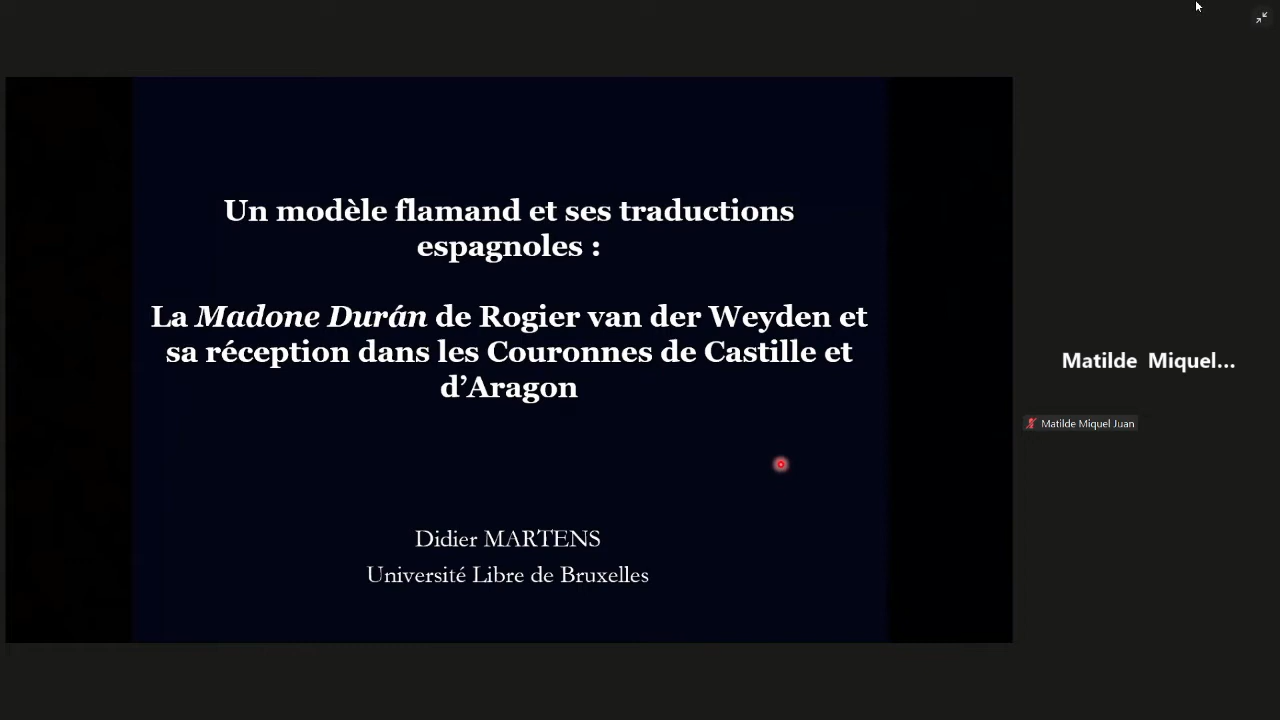 Un modèle flamand et ses traductions
espagnoles :
La Madone Durán de Rogier van der Weyden et
sa réception dans les Couronnes de Castille et
d’Aragon
Didier MARTENS
Université Libre de Bruxelles
Matilde Miquel...
Matilde Miquel Juan